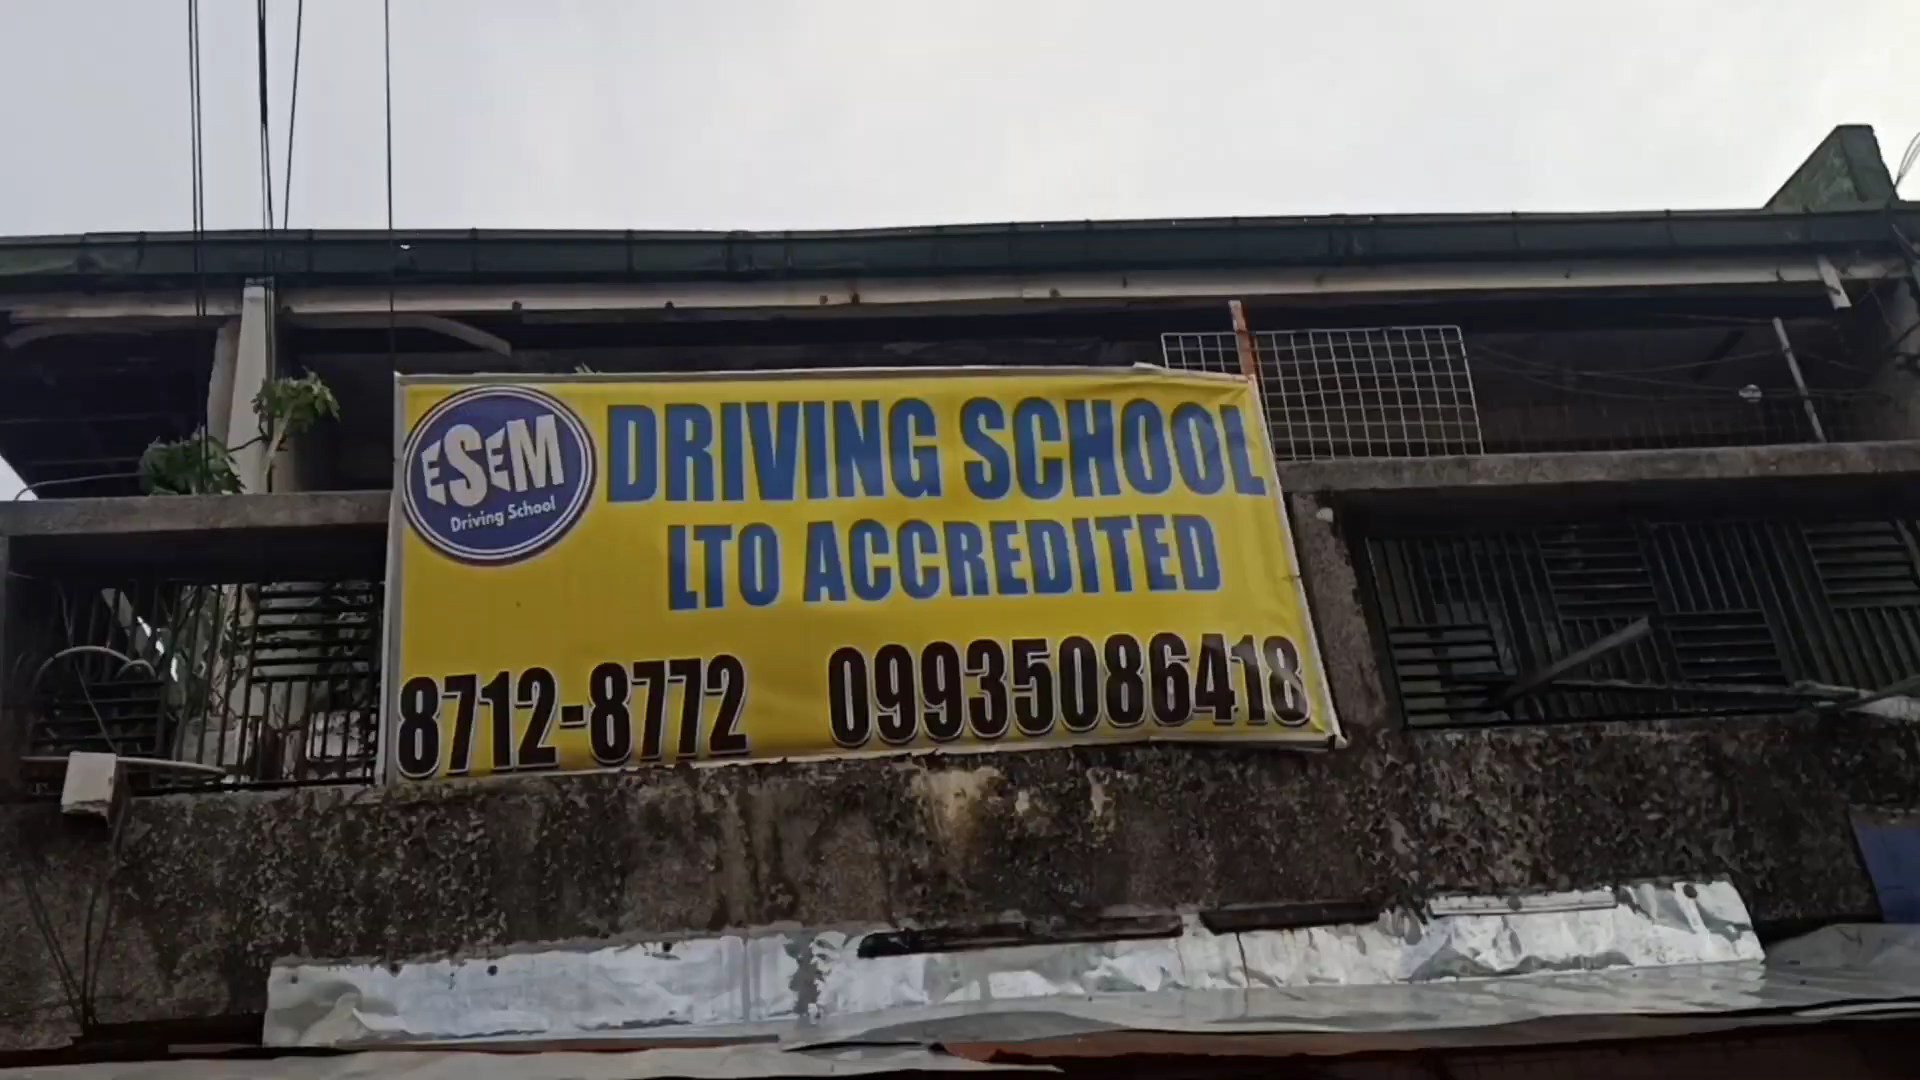 ESEM
Driving School
DRIVING SCHOOL
LTO ACCREDITED
8712-8772 09935086418